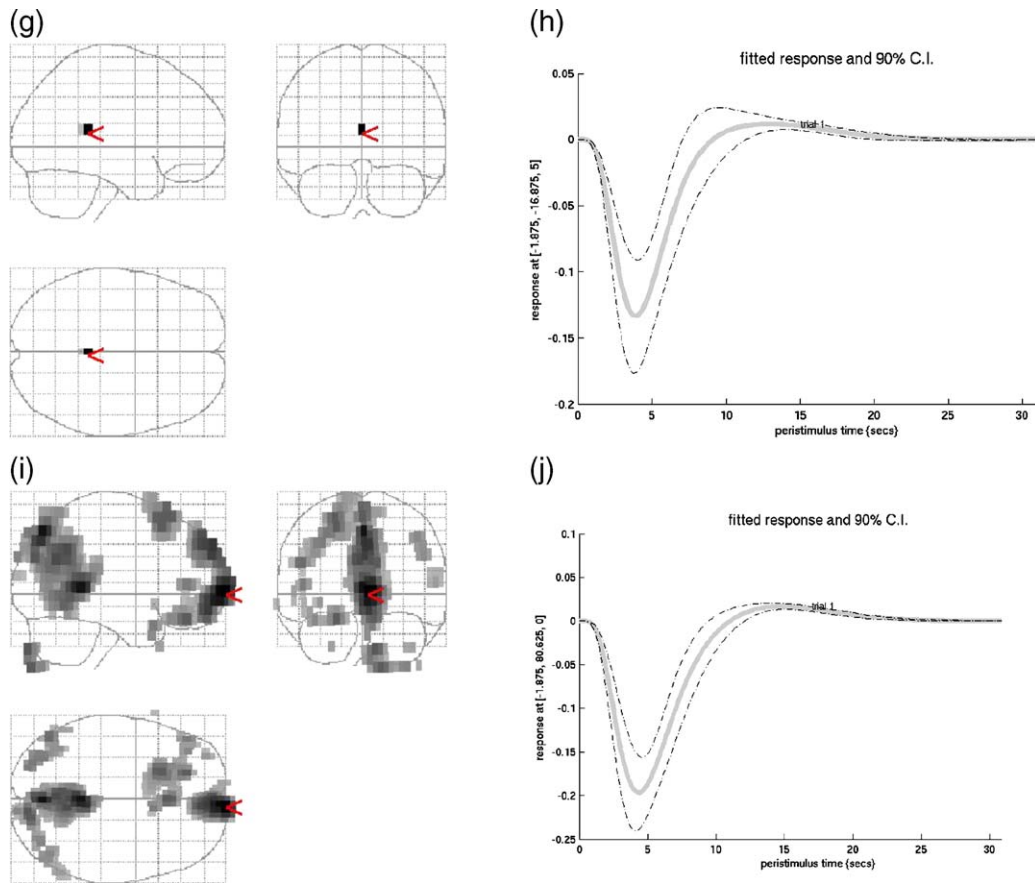 (g)
(h)
fitted response and 90% C.I.
0.05
0
-0.05
-0.1
-0.15
-0.2
response at [-1.875, -16.875, 5]
trial 1
0 5 10 15 20 25 30
peristimulus time {secs}
(i)
(j)
fitted response and 90% C.I.
0.1
0.05
0
-0.05
-0.1
-0.15
-0.2
-0.25
response at [-1.875, 80.625, 0]
trial 1
0 5 10 15 20 25 30
peristimulus time {secs}